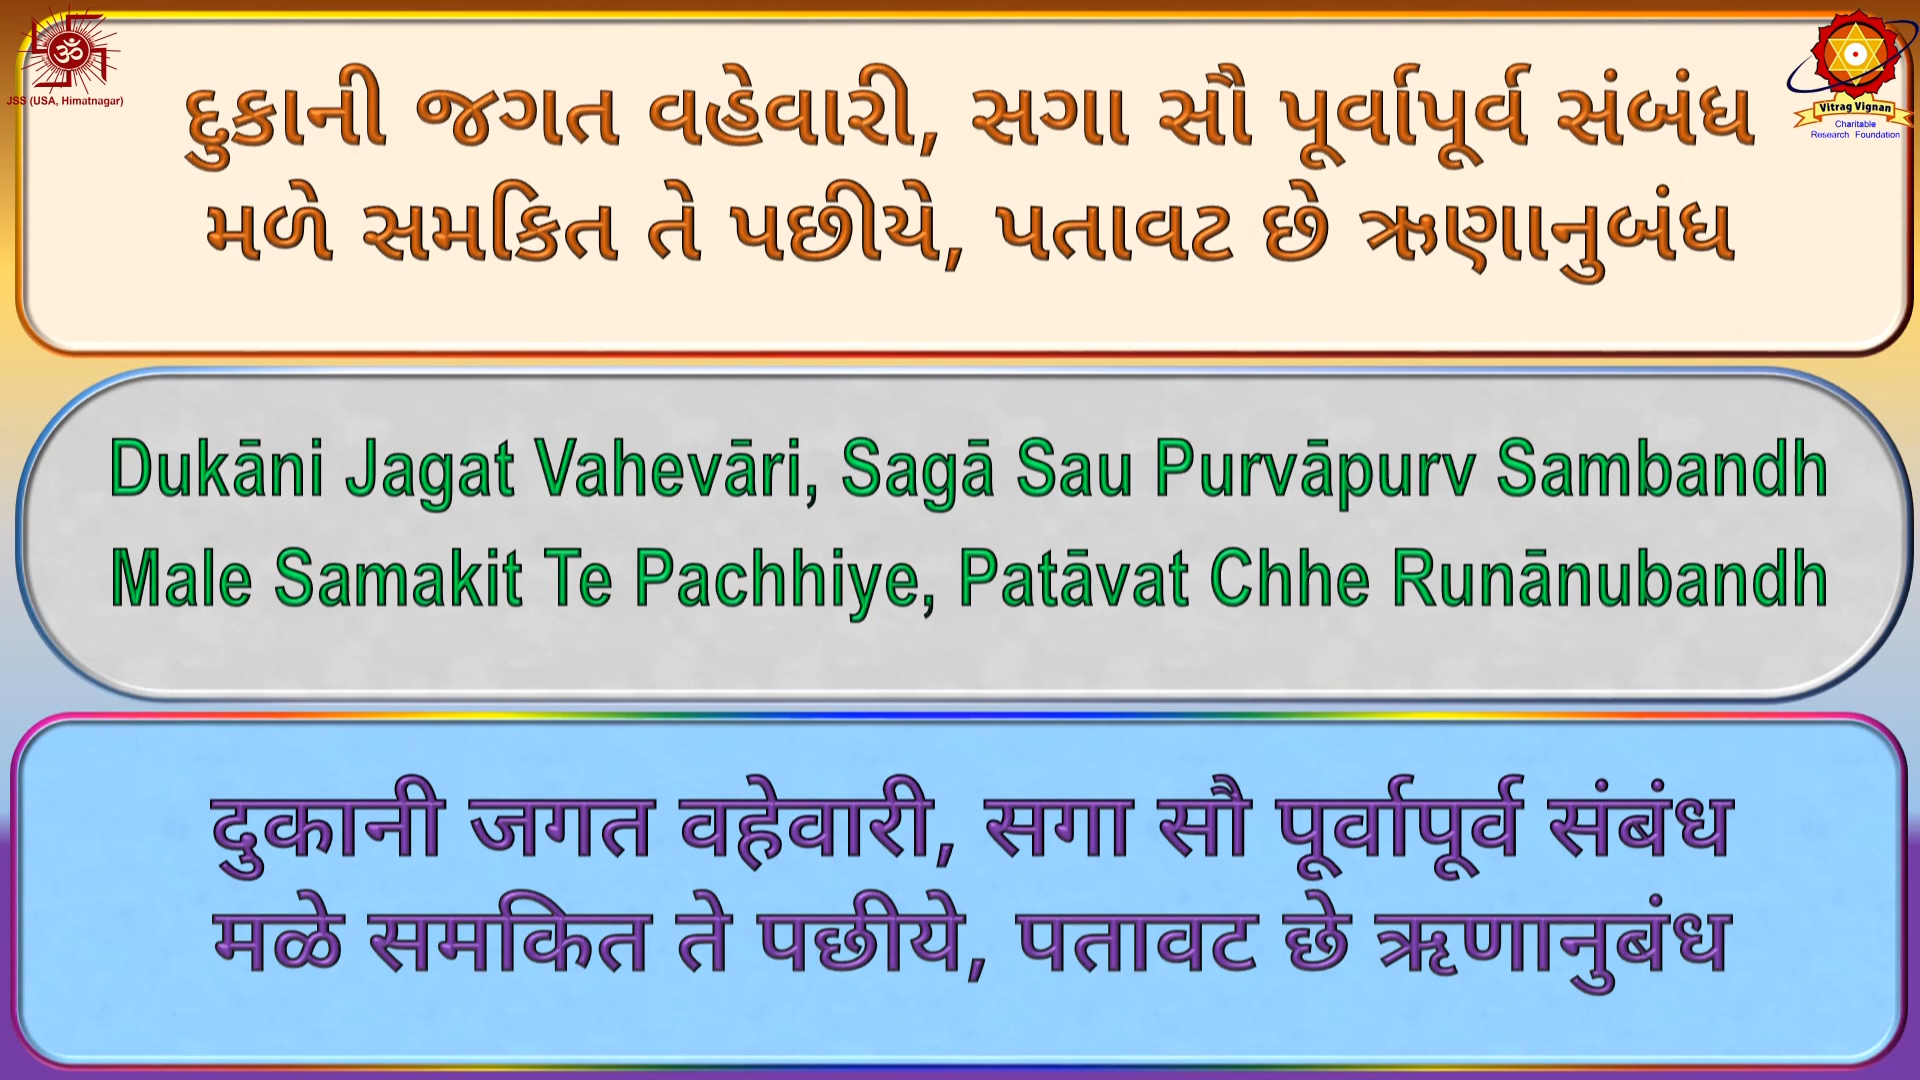 ॐ
JSS (USA, Himatnagar)
Vitrag Vignan
Charitable
Research Foundation
દુકાની જગત વહેવારી, સગા સૌ પૂર્વાપૂર્વ સંબંધ
મળે સમકિત તે પછીયે, પતાવટ છે ઋણાનુબંધ
Dukāni Jagat Vahevāri, Sagā Sau Purvāpurv Sambandh
Male Samakit Te Pachhiye, Patāvat Chhe Runānubandh
दुकानी जगत वहेवारी, सगा सौ पूर्वापूर्व संबंध
मळे समकित ते पछीये, पतावट छे ऋणानुबंध